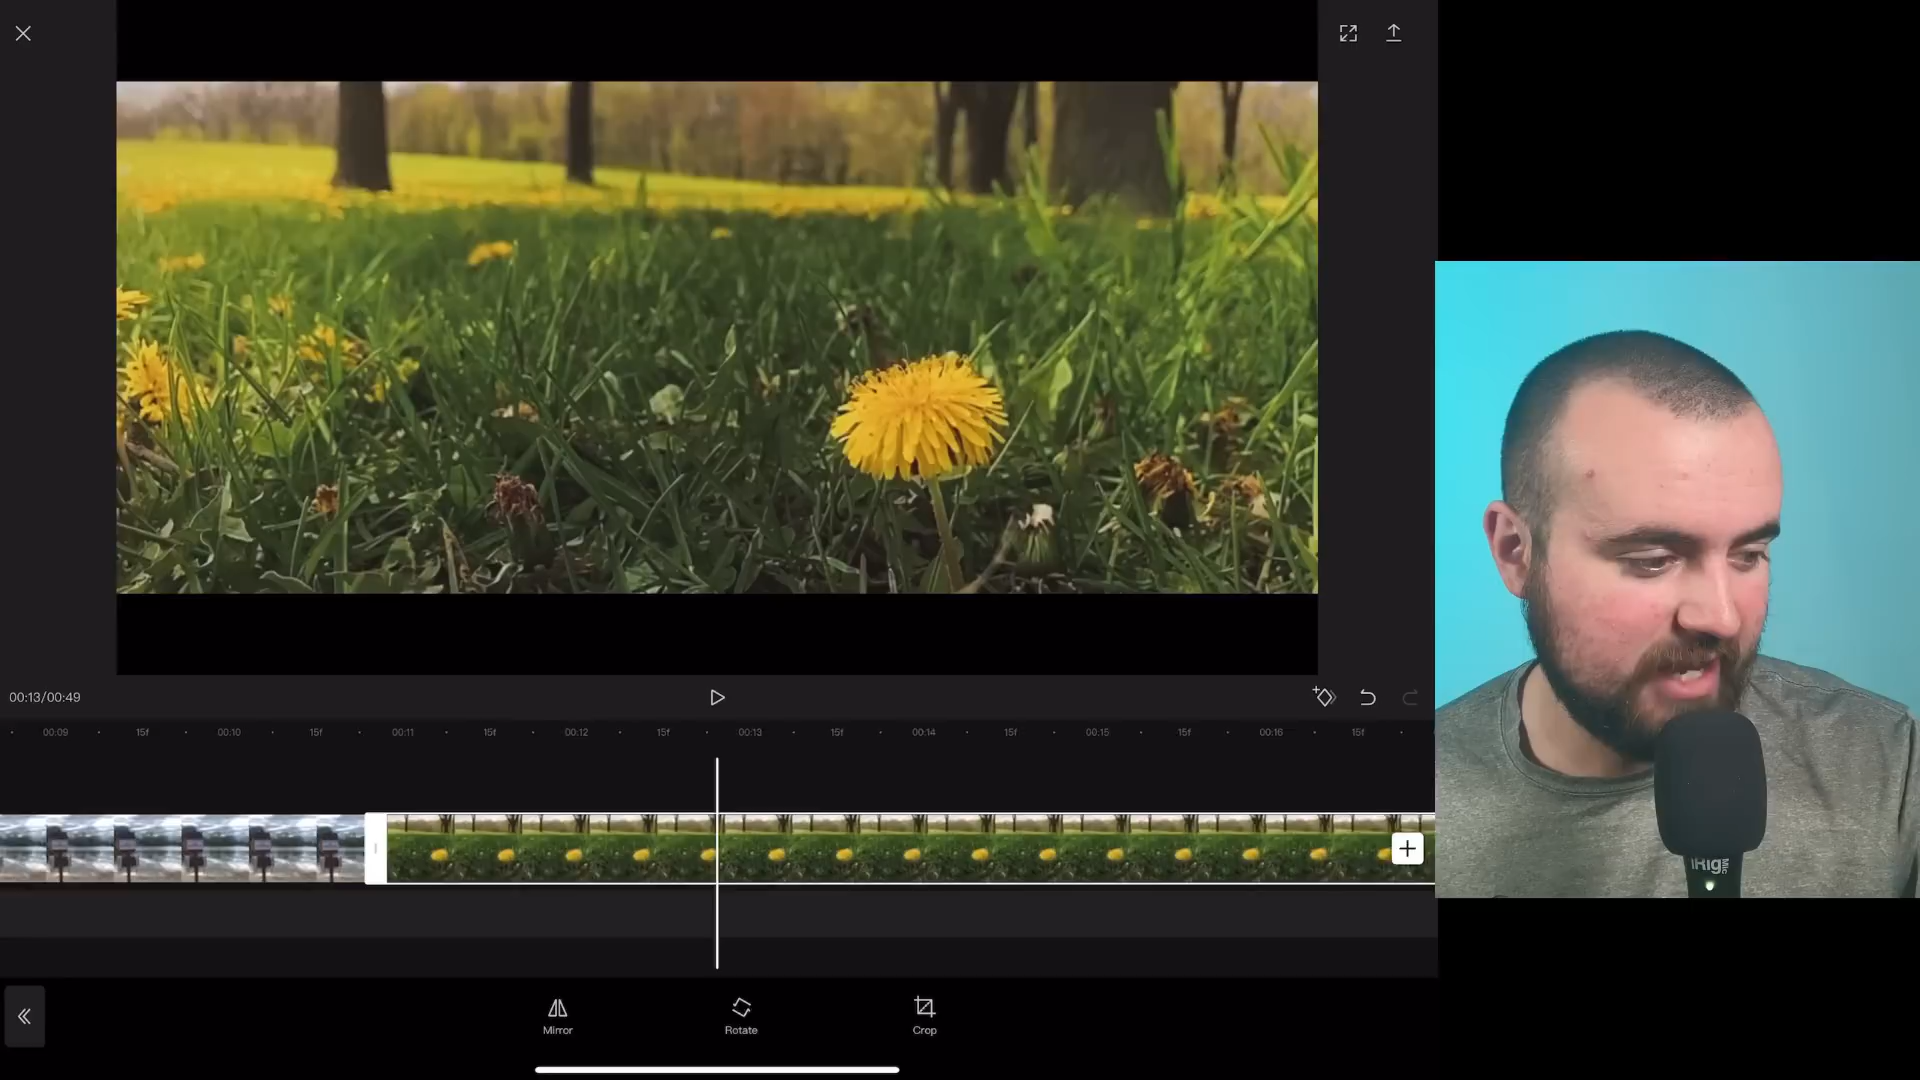 00:13/00:49
00:09 15f 00:10 15f 00:11 15f 00:12 15f 00:13 15f 00:14 15f 00:15 15f 00:16 15f
iRig
Mic
Mirror Rotate Crop